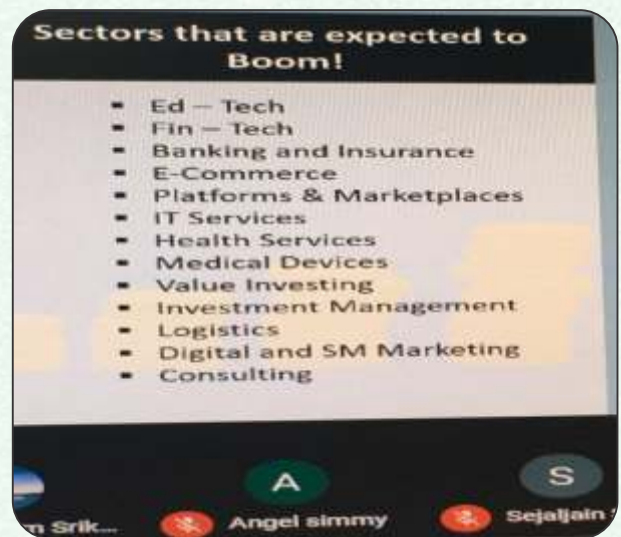 Sectors that are expected to
Boom!
▪ Ed – Tech
▪ Fin – Tech
▪ Banking and Insurance
▪ E-Commerce
▪ Platforms & Marketplaces
▪ IT Services
▪ Health Services
▪ Medical Devices
▪ Value Investing
▪ Investment Management
▪ Logistics
▪ Digital and SM Marketing
▪ Consulting
A
S
m Srik...
Angel simmy
Sejaljain